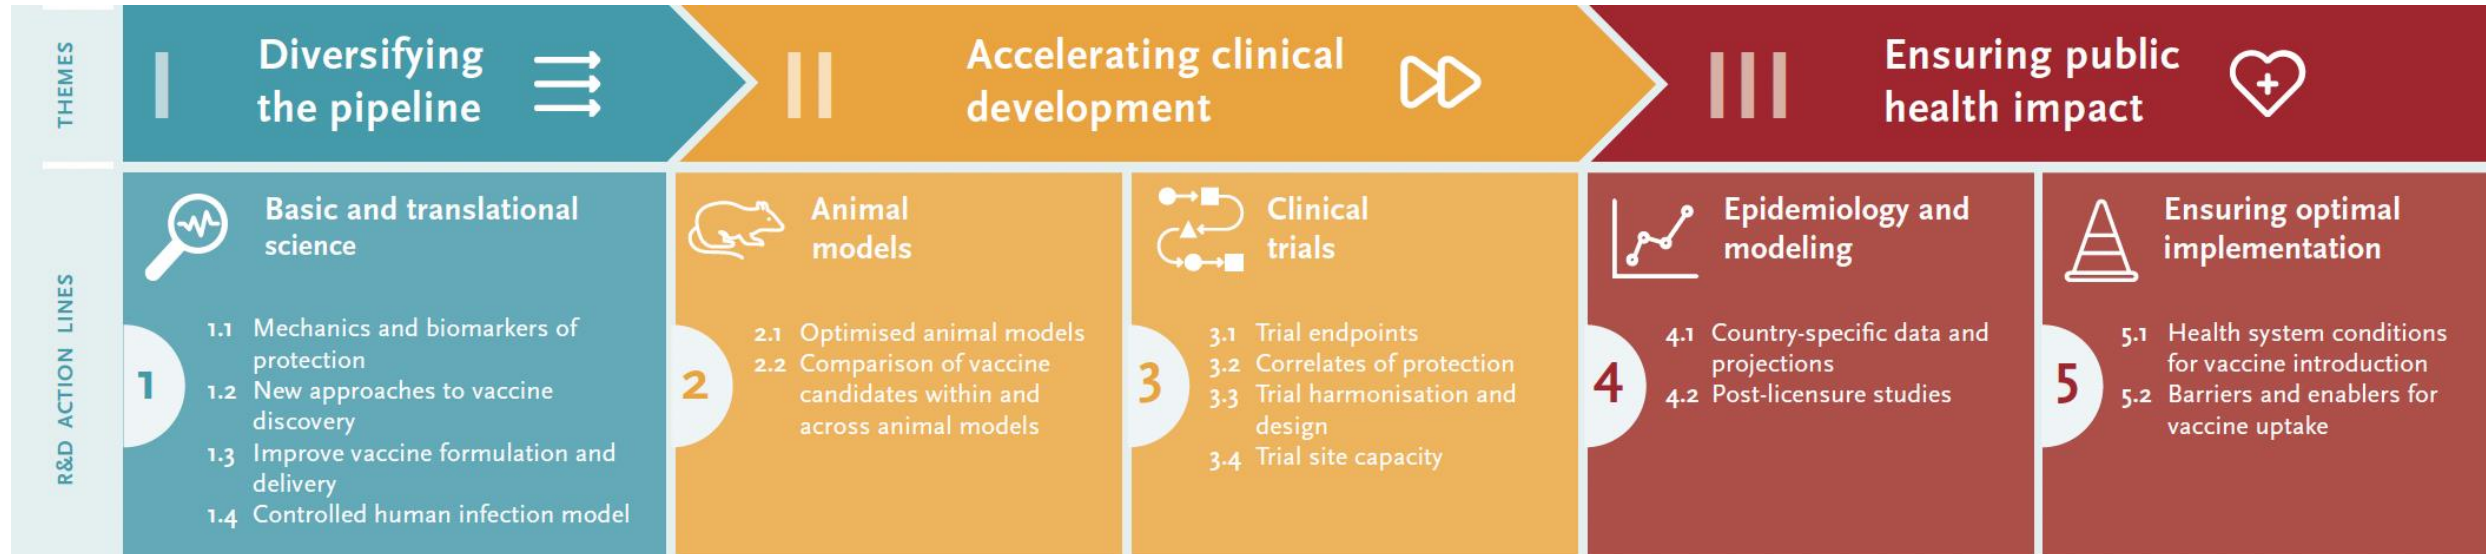 THEMES
I
Diversifying
the pipeline
II
Accelerating clinical
development
III
Ensuring public
health impact
R&D ACTION LINES
Basic and translational
science
1
1.1 Mechanics and biomarkers of
protection
1.2 New approaches to vaccine
discovery
1.3 Improve vaccine formulation and
delivery
1.4 Controlled human infection model
Animal
models
2
2.1 Optimised animal models
2.2 Comparison of vaccine
candidates within and
across animal models
Clinical
trials
3
3.1 Trial endpoints
3.2 Correlates of protection
3.3 Trial harmonisation and
design
3.4 Trial site capacity
Epidemiology and
modeling
4
4.1 Country-specific data and
projections
4.2 Post-licensure studies
Ensuring optimal
implementation
5
5.1 Health system conditions
for vaccine introduction
5.2 Barriers and enablers for
vaccine uptake